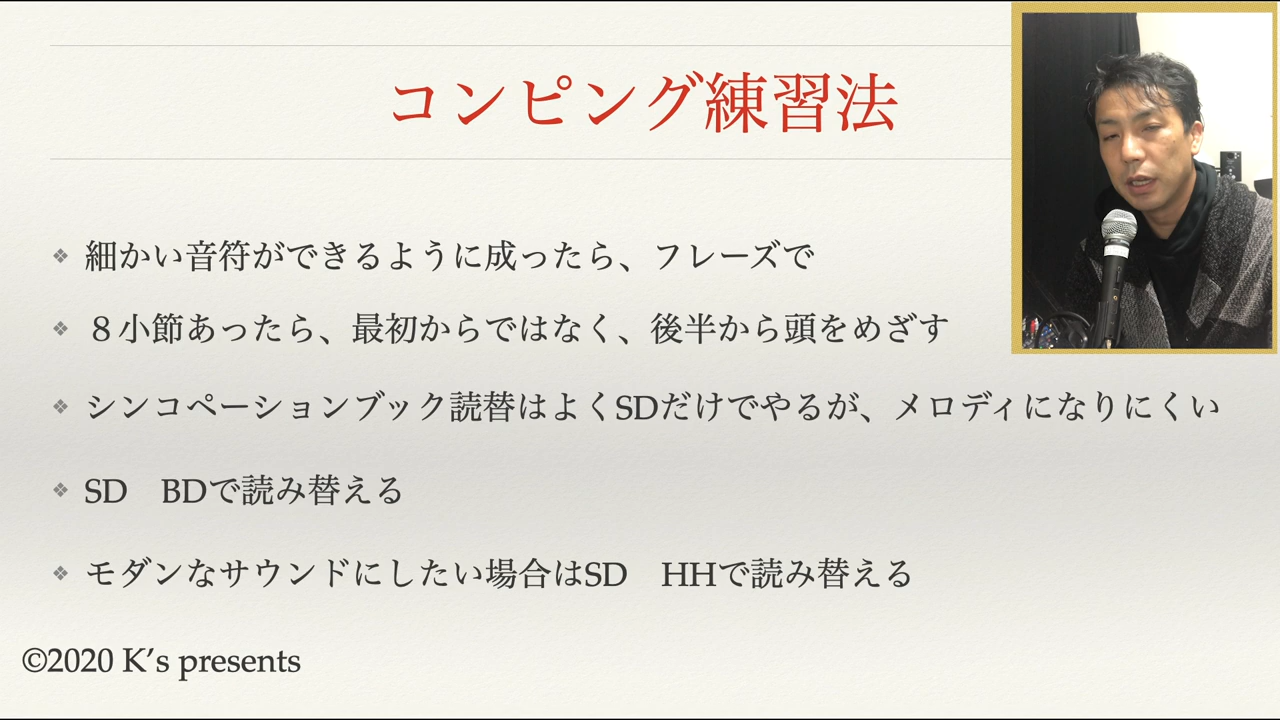 コンピング練習法
細かい音符ができるように成ったら、フレーズで
８小節あったら、最初からではなく、後半から頭をめざす
シンコペーションブック読替はよくSDだけでやるが、メロディになりにくい
SD　BDで読み替える
モダンなサウンドにしたい場合はSD　HHで読み替える
©2020 K’s presents